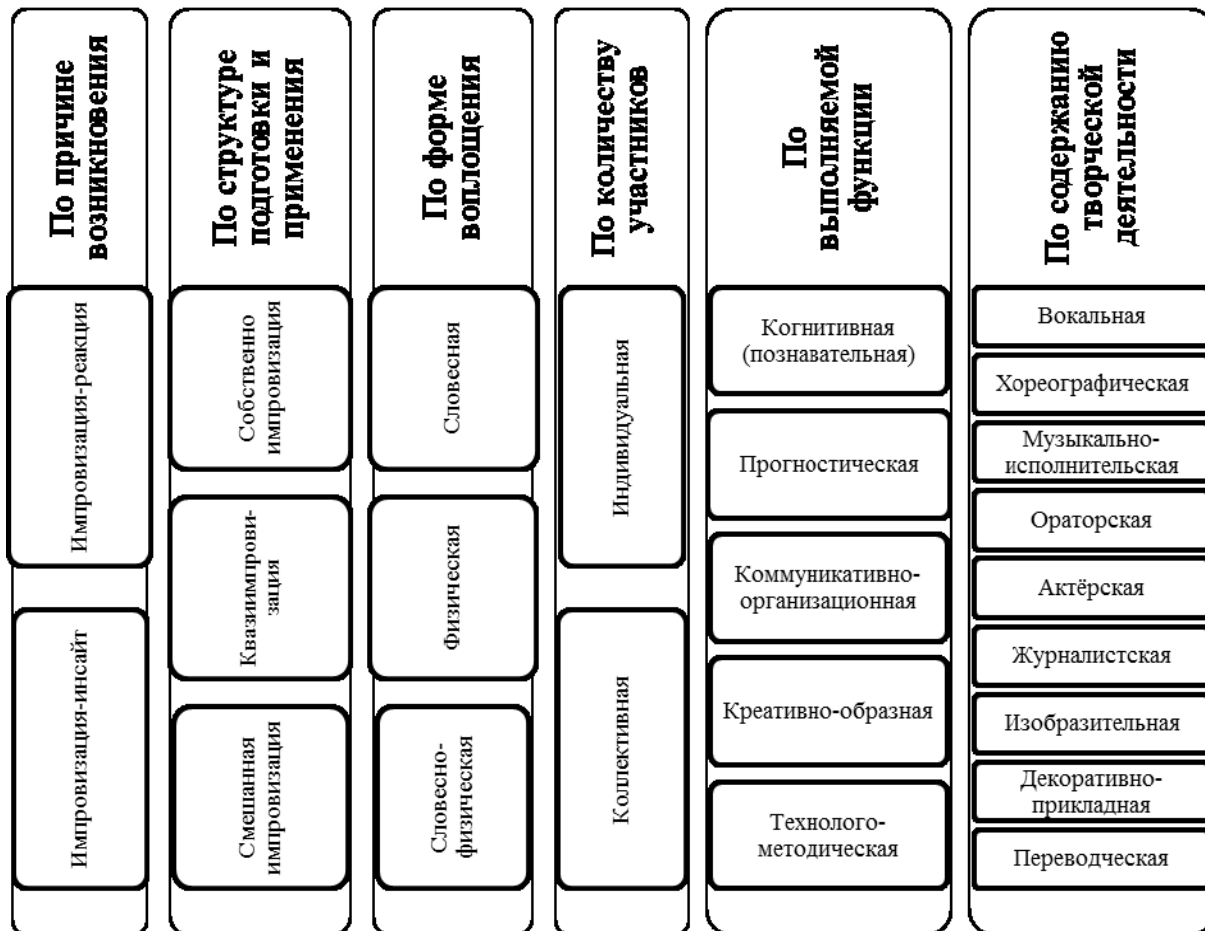 По причине
возникновения
Импровизация-реакция
Импровизация-инсайт
По структуре
подготовки и
применения
Собственно
импровизация
Квазиимпрови-
зация
Смешанная
импровизация
По форме
воплощения
Словесная
Физическая
Словесно-
физическая
По количеству
участников
Индивидуальная
Коллективная
По
выполняемой
функции
Когнитивная
(познавательная)
Прогностическая
Коммуникативно-
организационная
Креативно-образная
Технолого-
методическая
По содержанию
творческой
деятельности
Вокальная
Хореографическая
Музыкально-
исполнительская
Ораторская
Актёрская
Журналистская
Изобразительная
Декоративно-
прикладная
Переводческая